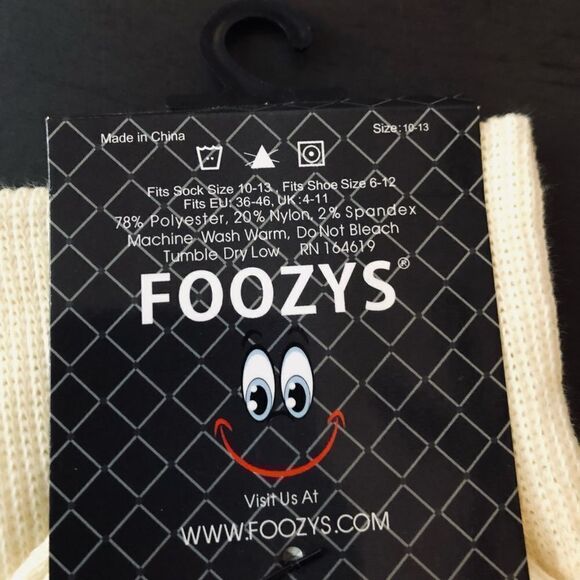 Made in China
Size: 10-13
Fits Sock Size 10-13 , Fits Shoe Size 6-12
Fits EU: 36-46, UK: 4-11
78% Polyester, 20% Nylon, 2% Spandex
Machine Wash Warm, Do Not Bleach
Tumble Dry Low RN 164619
FOOZYS®
Visit Us At
WWW.FOOZYS.COM